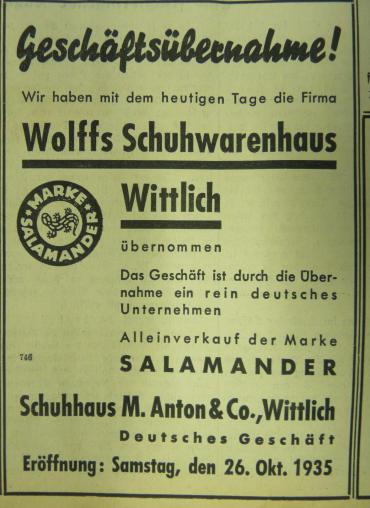 Geschäftsübernahme!
Wir haben mit dem heutigen Tage die Firma
Wolffs Schuhwarenhaus
Wittlich
MARKE SALAMANDER
übernommen
Das Geschäft ist durch die Über-
nahme ein rein deutsches
Unternehmen
Alleinverkauf der Marke
SALAMANDER
746
Schuhhaus M. Anton & Co., Wittlich
Deutsches Geschäft
Eröffnung: Samstag, den 26. Okt. 1935